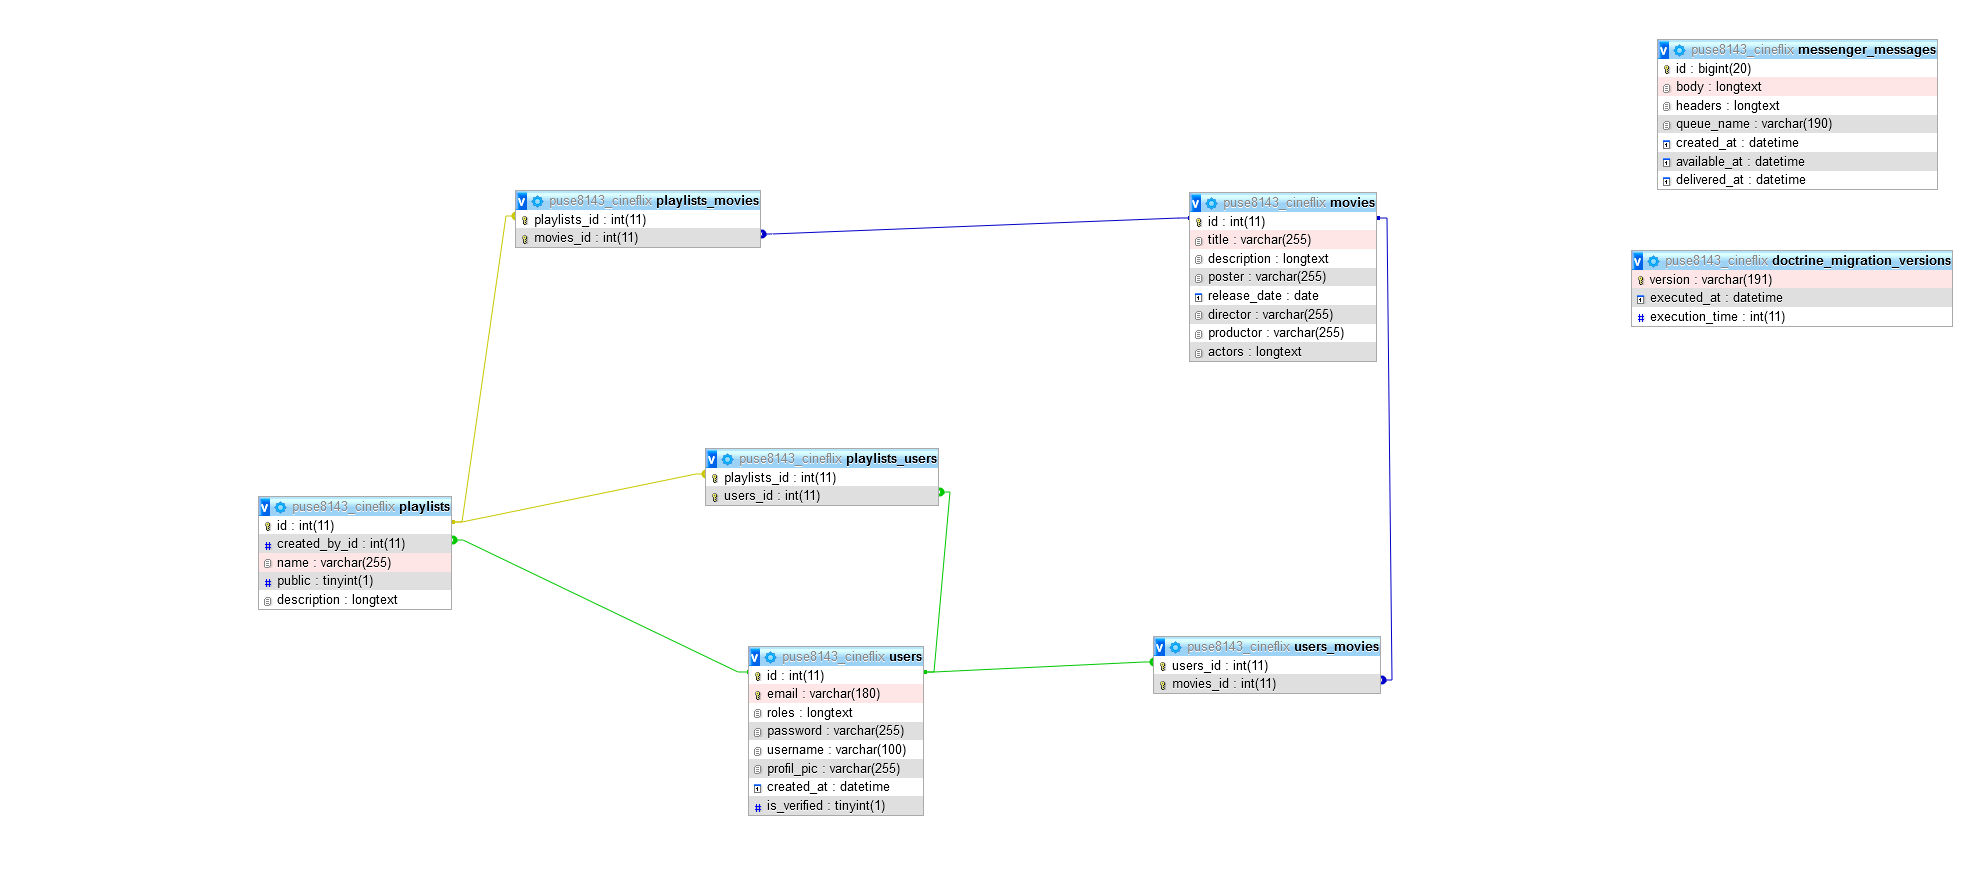 v puse8143_cineflix messenger_messages
id : bigint(20)
body : longtext
headers : longtext
queue_name : varchar(190)
created_at : datetime
available_at : datetime
delivered_at : datetime
v puse8143_cineflix playlists_movies
playlists_id : int(11)
movies_id : int(11)
v puse8143_cineflix movies
id : int(11)
title : varchar(255)
description : longtext
poster : varchar(255)
release_date : date
director : varchar(255)
productor : varchar(255)
actors : longtext
v puse8143_cineflix doctrine_migration_versions
version : varchar(191)
executed_at : datetime
# execution_time : int(11)
v puse8143_cineflix playlists_users
playlists_id : int(11)
users_id : int(11)
v puse8143_cineflix playlists
id : int(11)
# created_by_id : int(11)
name : varchar(255)
# public : tinyint(1)
description : longtext
v puse8143_cineflix users
id : int(11)
email : varchar(180)
roles : longtext
password : varchar(255)
username : varchar(100)
profil_pic : varchar(255)
created_at : datetime
# is_verified : tinyint(1)
v puse8143_cineflix users_movies
users_id : int(11)
movies_id : int(11)